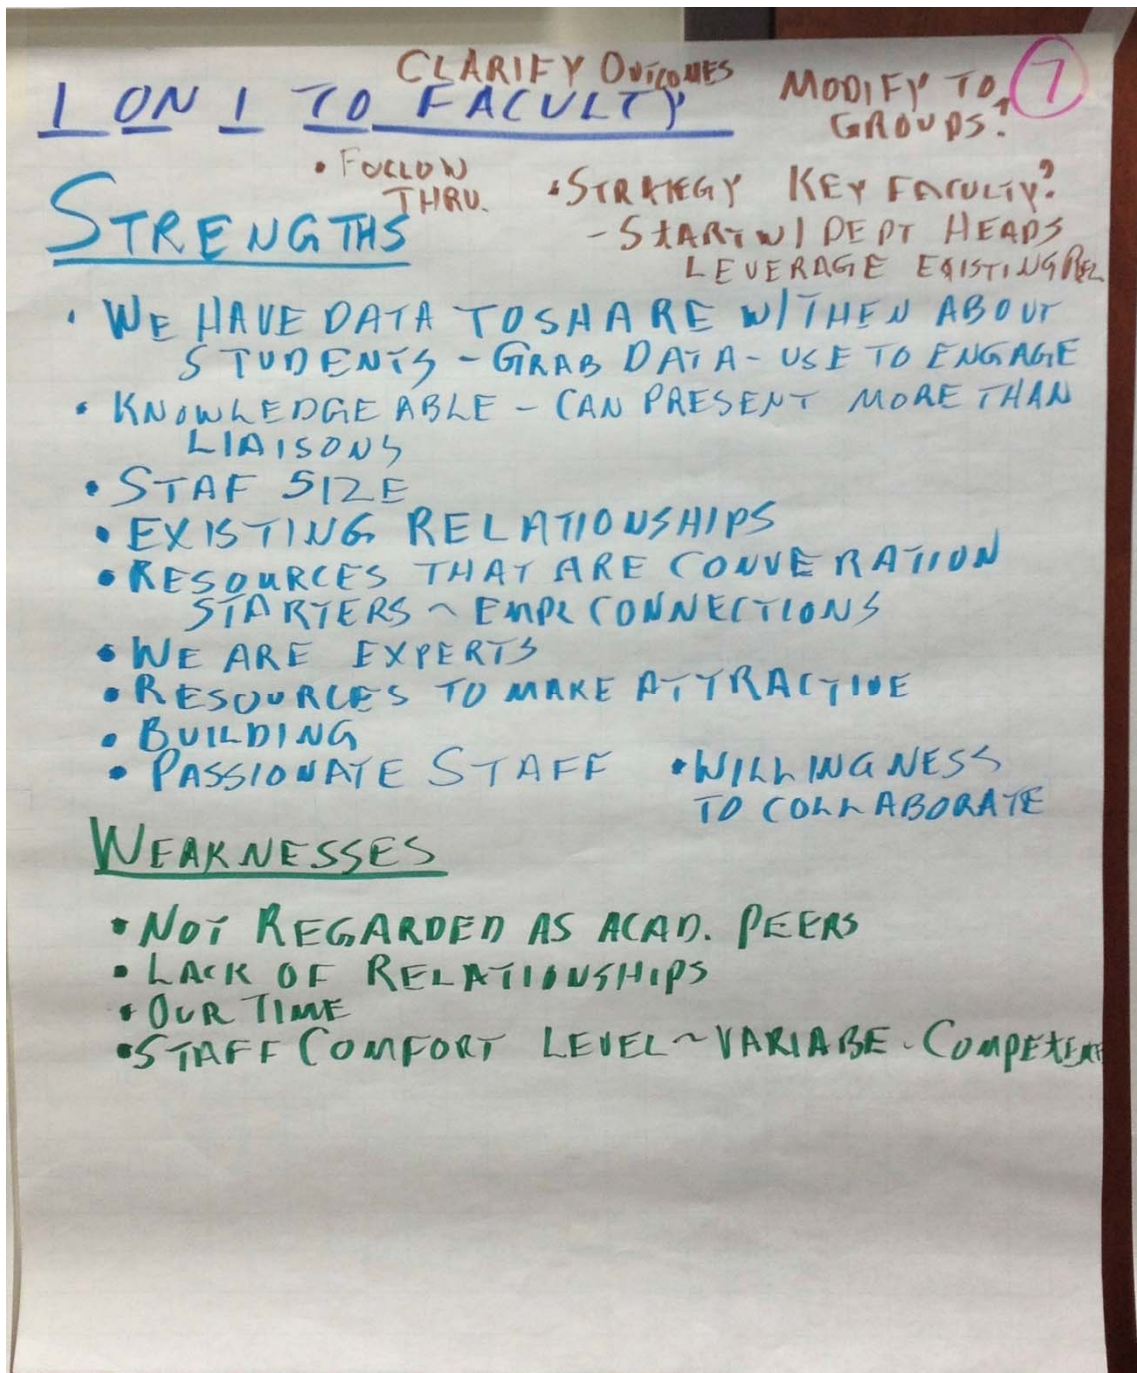 CLARIFY OUTCOMES
1 ON 1 TO FACULTY
MODIFY TO
GROUPS?
7
• FOLLOW
THRU.
• STRATEGY KEY FACULTY?
- START W/ DEPT HEADS
LEVERAGE EXISTING REL
STRENGTHS
• WE HAVE DATA TO SHARE W/ THEN ABOUT
STUDENTS - GRAB DATA - USE TO ENGAGE
• KNOWLEDGEABLE - CAN PRESENT MORE THAN
LIAISONS
• STAF SIZE
• EXISTING RELATIONSHIPS
• RESOURCES THAT ARE CONVERATION
STARTERS ~ EMPL CONNECTIONS
• WE ARE EXPERTS
• RESOURCES TO MAKE ATTRACTIVE
• BUILDING
• PASSIONATE STAFF • WILLINGNESS
TO COLLABORATE
WEAKNESSES
• NOT REGARDED AS ACAD. PEERS
• LACK OF RELATIONSHIPS
• OUR TIME
• STAFF COMFORT LEVEL ~ VARIABE -